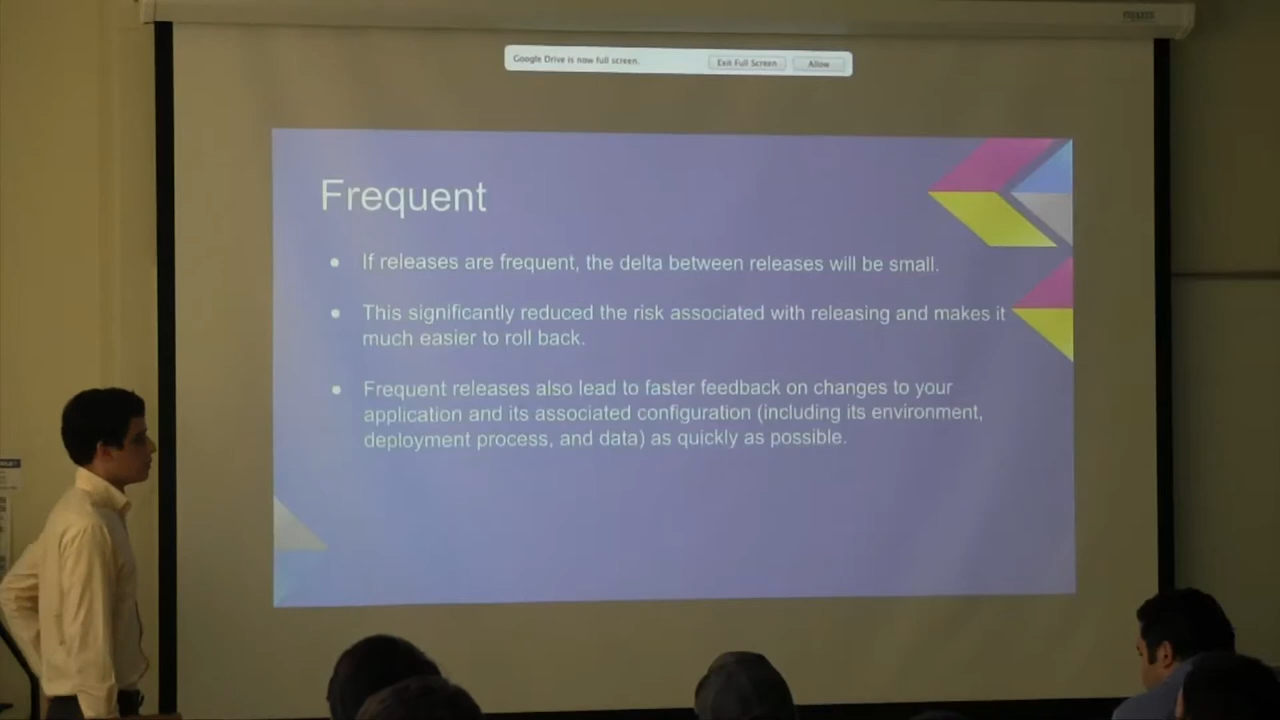 Google Drive is now full screen.
Exit Full Screen
Allow
Frequent
● If releases are frequent, the delta between releases will be small.
● This significantly reduced the risk associated with releasing and makes it
much easier to roll back.
● Frequent releases also lead to faster feedback on changes to your
application and its associated configuration (including its environment,
deployment process, and data) as quickly as possible.